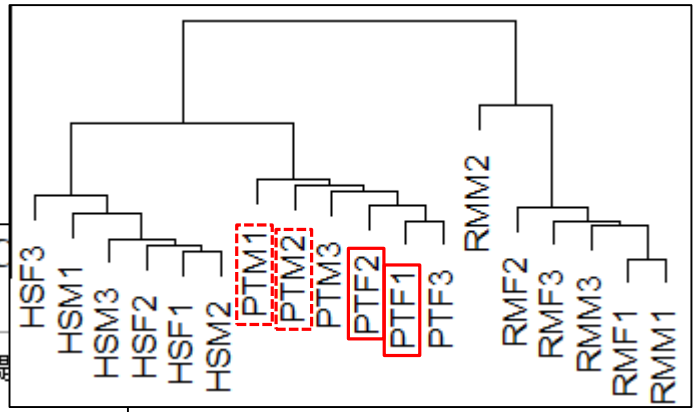 HSF3
HSM1
HSM3
HSF2
HSF1
HSM2
PTM1
PTM2
PTM3
PTF2
PTF1
PTF3
RMM2
RMF2
RMF3
RMM3
RMF1
RMM1